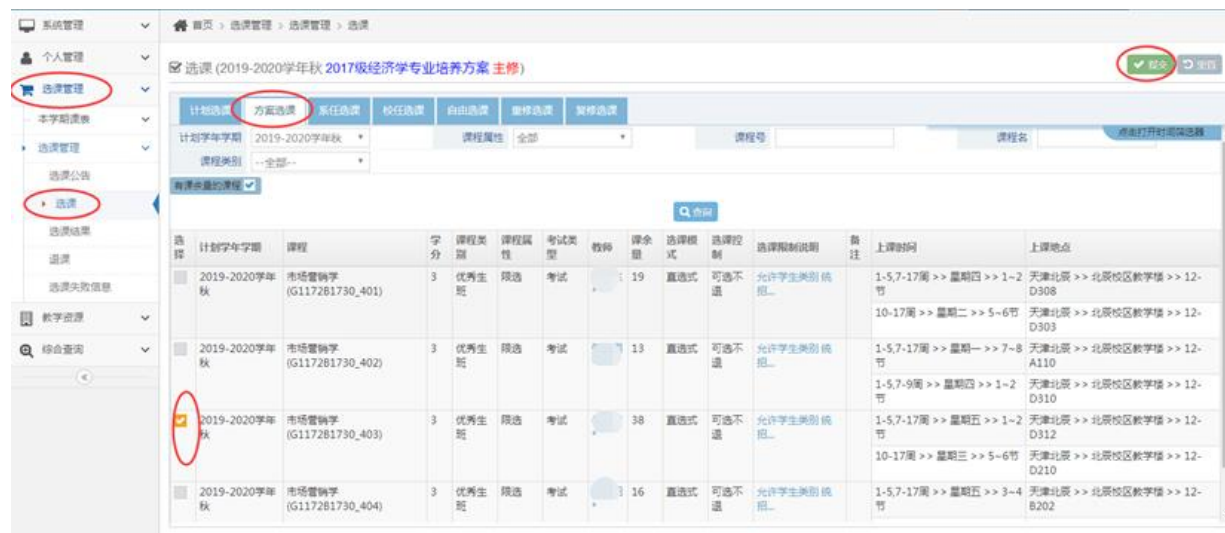 系统管理
首页 > 选课管理 > 选课管理 > 选课
个人管理
选课 (2019-2020学年秋 2017级经济学专业培养方案 主修)
提交
重置
选课管理
计划选课 方案选课 系任选课 校任选课 自由选课 重修选课 复修选课
本学期课表
计划学年学期 2019-2020学年秋 课程属性 全部 课程号 课程名 点击打开时间筛选器
选课管理
课程类别 --全部--
选课公告
有课余量的课程
选课
查询
选课结果
退课
选课失败信息
教学资源
综合查询
选择 计划学年学期 课程 学分 课程类别 课程属性 考试类型 教师 课余量 选课模式 选课控制 选课限制说明 备注 上课时间 上课地点
2019-2020学年秋 市场营销学(G117281730_401) 3 优秀生班 限选 考试 19 直选式 可选不退 允许学生类别 统招... 1-5,7-17周 >> 星期四 >> 1~2节 天津北辰 >> 北辰校区教学楼 >> 12-D308
10-17周 >> 星期二 >> 5~6节 天津北辰 >> 北辰校区教学楼 >> 12-D303
2019-2020学年秋 市场营销学(G117281730_402) 3 优秀生班 限选 考试 13 直选式 可选不退 允许学生类别 统招... 1-5,7-17周 >> 星期一 >> 7~8节 天津北辰 >> 北辰校区教学楼 >> 12-A110
1-5,7-9周 >> 星期四 >> 1~2节 天津北辰 >> 北辰校区教学楼 >> 12-D310
2019-2020学年秋 市场营销学(G117281730_403) 3 优秀生班 限选 考试 38 直选式 可选不退 允许学生类别 统招... 1-5,7-17周 >> 星期五 >> 1~2节 天津北辰 >> 北辰校区教学楼 >> 12-D312
10-17周 >> 星期三 >> 5~6节 天津北辰 >> 北辰校区教学楼 >> 12-D210
2019-2020学年秋 市场营销学(G117281730_404) 3 优秀生班 限选 考试 16 直选式 可选不退 允许学生类别 统招... 1-5,7-17周 >> 星期五 >> 3~4节 天津北辰 >> 北辰校区教学楼 >> 12-B202